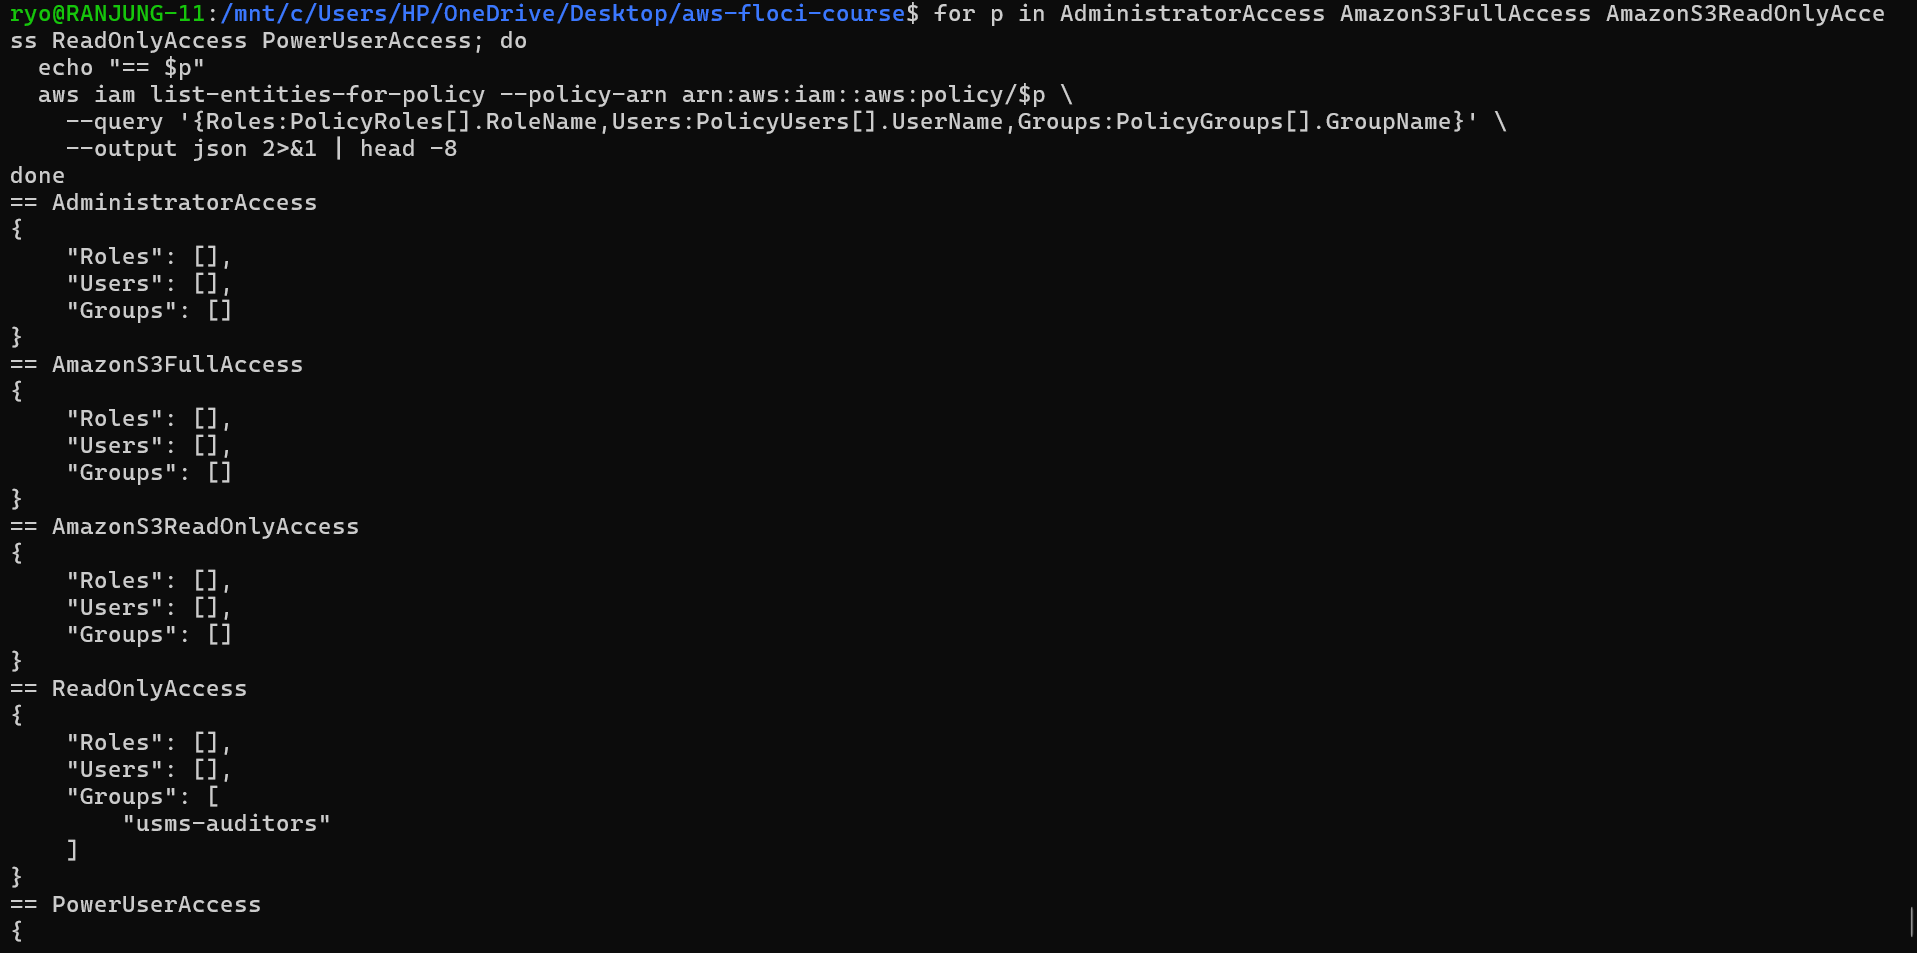 ryo@RANJUNG-11:/mnt/c/Users/HP/OneDrive/Desktop/aws-floci-course$ for p in AdministratorAccess AmazonS3FullAccess AmazonS3ReadOnlyAcce
ss ReadOnlyAccess PowerUserAccess; do
  echo "== $p"
  aws iam list-entities-for-policy --policy-arn arn:aws:iam::aws:policy/$p \
    --query '{Roles:PolicyRoles[].RoleName,Users:PolicyUsers[].UserName,Groups:PolicyGroups[].GroupName}' \
    --output json 2>&1 | head -8
done
== AdministratorAccess
{
    "Roles": [],
    "Users": [],
    "Groups": []
}
== AmazonS3FullAccess
{
    "Roles": [],
    "Users": [],
    "Groups": []
}
== AmazonS3ReadOnlyAccess
{
    "Roles": [],
    "Users": [],
    "Groups": []
}
== ReadOnlyAccess
{
    "Roles": [],
    "Users": [],
    "Groups": [
        "usms-auditors"
    ]
}
== PowerUserAccess
{